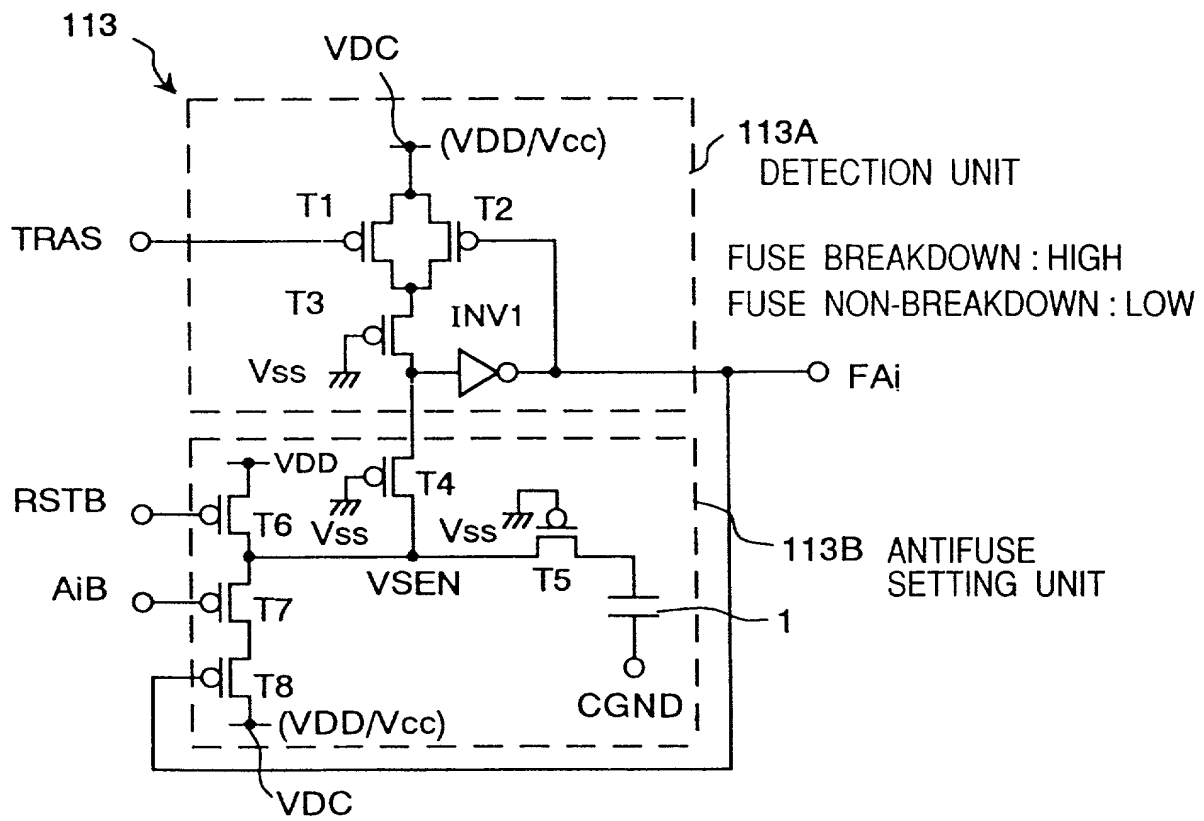 113
VDC
(VDD/Vcc)
113A
DETECTION UNIT
T1
T2
TRAS
FUSE BREAKDOWN : HIGH
FUSE NON-BREAKDOWN : LOW
T3
INV1
Vss
FAi
VDD
RSTB
T6
T4
Vss
Vss
T5
113B ANTIFUSE
SETTING UNIT
AiB
T7
VSEN
1
T8
CGND
(VDD/Vcc)
VDC